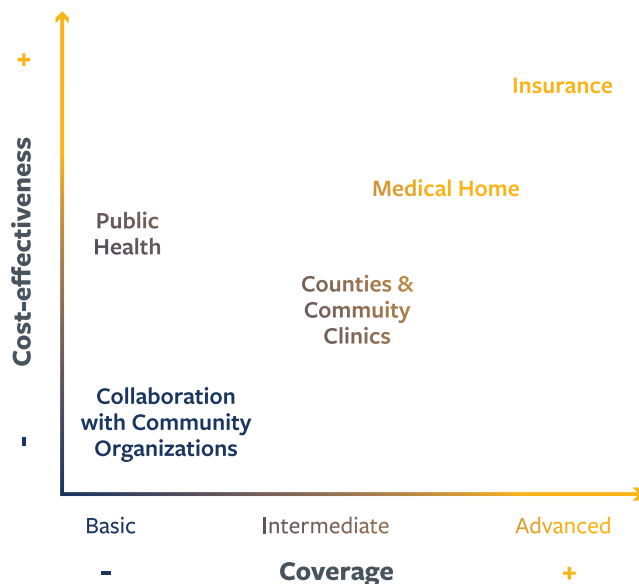 +
Cost-effectiveness
-
Insurance
Medical Home
Public
Health
Counties &
Commuity
Clinics
Collaboration
with Community
Organizations
Basic
Intermediate
Advanced
-
Coverage
+